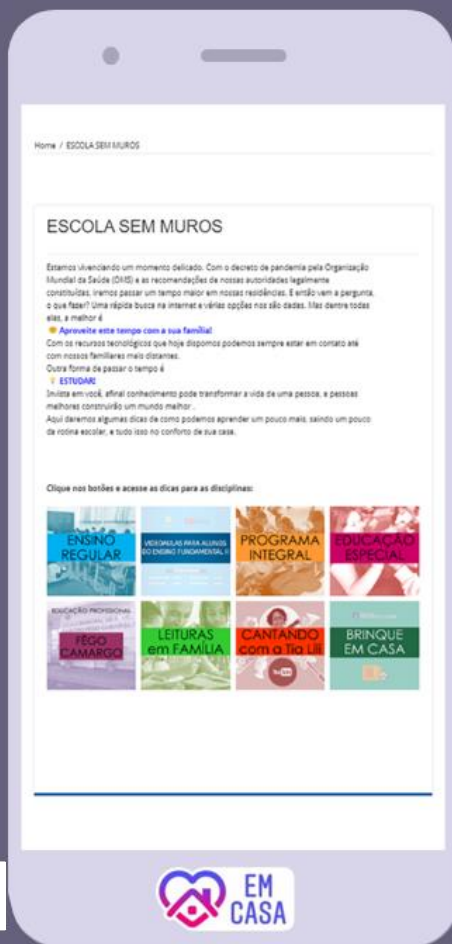 Home / ESCOLA SEM MUROS
ESCOLA SEM MUROS
Estamos vivenciando um momento delicado. Com o decreto de pandemia pela Organização
Mundial da Saúde (OMS) e as recomendações de nossas autoridades legalmente
constituídas, iremos passar um tempo maior em nossas residências. E então vem a pergunta,
o que fazer? Uma rápida busca na internet e várias opções nos são dadas. Mas dentre todas
elas, a melhor é
Aproveite este tempo com a sua família!
Com os recursos tecnológicos que hoje dispomos podemos sempre estar em contato até
com nossos familiares mais distantes.
Outra forma de passar o tempo é
ESTUDAR!
Invista em você, afinal conhecimento pode transformar a vida de uma pessoa, e pessoas
melhores construirão um mundo melhor .
Aqui daremos algumas dicas de como podemos aprender um pouco mais, saindo um pouco
da rotina escolar, e tudo isso no conforto de sua casa.
Clique nos botões e acesse as dicas para as disciplinas:
ENSINO
REGULAR
VIDEOAULAS PARA ALUNOS
DO ENSINO FUNDAMENTAL II
PROGRAMA
INTEGRAL
EDUCAÇÃO
ESPECIAL
EDUCAÇÃO PROFISSIONAL
FÊGO
CAMARGO
LEITURAS
em FAMÍLIA
CANTANDO
com a Tia Lili
BRINQUE
EM CASA
EM
CASA